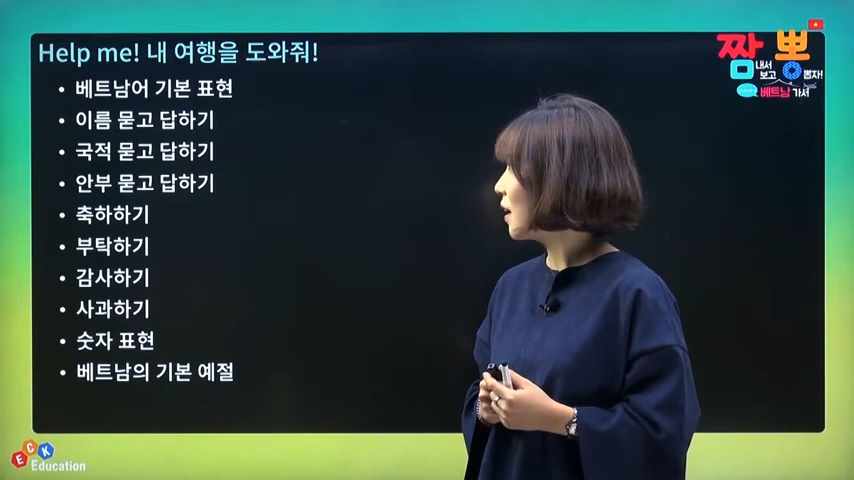 Help me! 내 여행을 도와줘!
• 베트남어 기본 표현
• 이름 묻고 답하기
• 국적 묻고 답하기
• 안부 묻고 답하기
• 축하하기
• 부탁하기
• 감사하기
• 사과하기
• 숫자 표현
• 베트남의 기본 예절
짬뽕
내서
보고 뽑자!
베트남 가서
ECK
Education